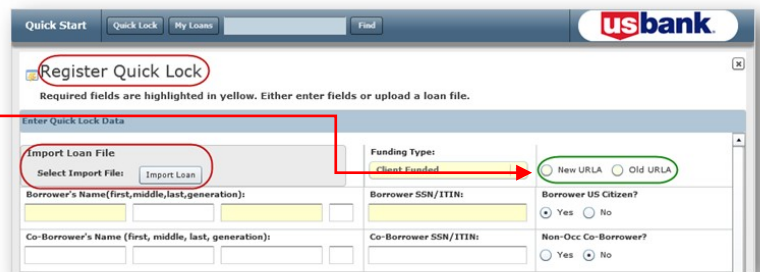 Quick Start Quick Lock My Loans Find usbank.
Register Quick Lock
Required fields are highlighted in yellow. Either enter fields or upload a loan file.
Enter Quick Lock Data
Import Loan File Funding Type:
Select Import File: Import Loan Client Funded New URLA Old URLA
Borrower's Name(first,middle,last,generation): Borrower SSN/ITIN: Borrower US Citizen?
Yes No
Co-Borrower's Name (first, middle, last, generation): Co-Borrower SSN/ITIN: Non-Occ Co-Borrower?
Yes No